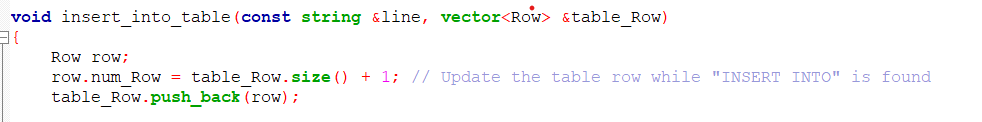 void insert_into_table(const string &line, vector<Row> &table_Row)
{
    Row row;
    row.num_Row = table_Row.size() + 1; // Update the table row while "INSERT INTO" is found
    table_Row.push_back(row);